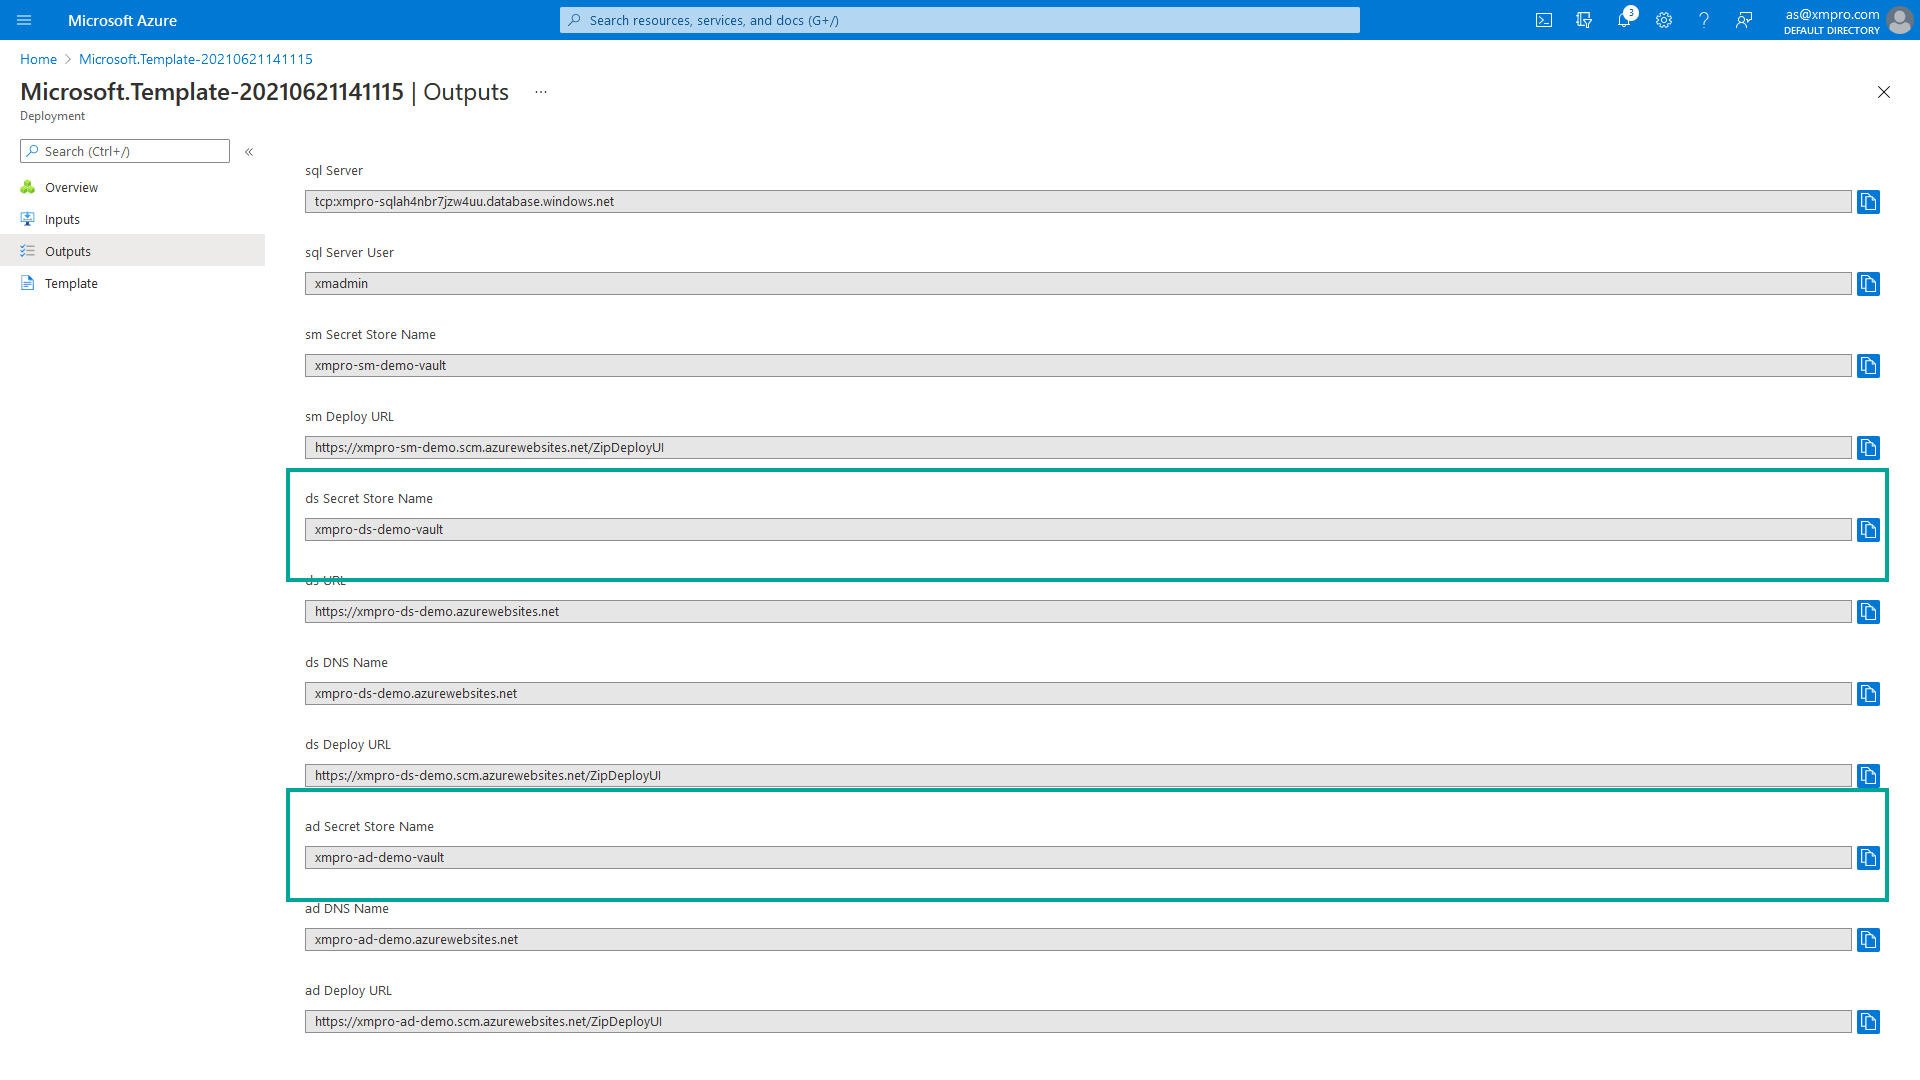 Microsoft Azure
Search resources, services, and docs (G+/)
3
as@xmpro.com
DEFAULT DIRECTORY
Home > Microsoft.Template-20210621141115
Microsoft.Template-20210621141115 | Outputs ...
Deployment
Search (Ctrl+/) «
Overview
Inputs
Outputs
Template
sql Server
tcp:xmpro-sqlah4nbr7jzw4uu.database.windows.net
sql Server User
xmadmin
sm Secret Store Name
xmpro-sm-demo-vault
sm Deploy URL
https://xmpro-sm-demo.scm.azurewebsites.net/ZipDeployUI
ds Secret Store Name
xmpro-ds-demo-vault
ds URL
https://xmpro-ds-demo.azurewebsites.net
ds DNS Name
xmpro-ds-demo.azurewebsites.net
ds Deploy URL
https://xmpro-ds-demo.scm.azurewebsites.net/ZipDeployUI
ad Secret Store Name
xmpro-ad-demo-vault
ad DNS Name
xmpro-ad-demo.azurewebsites.net
ad Deploy URL
https://xmpro-ad-demo.scm.azurewebsites.net/ZipDeployUI